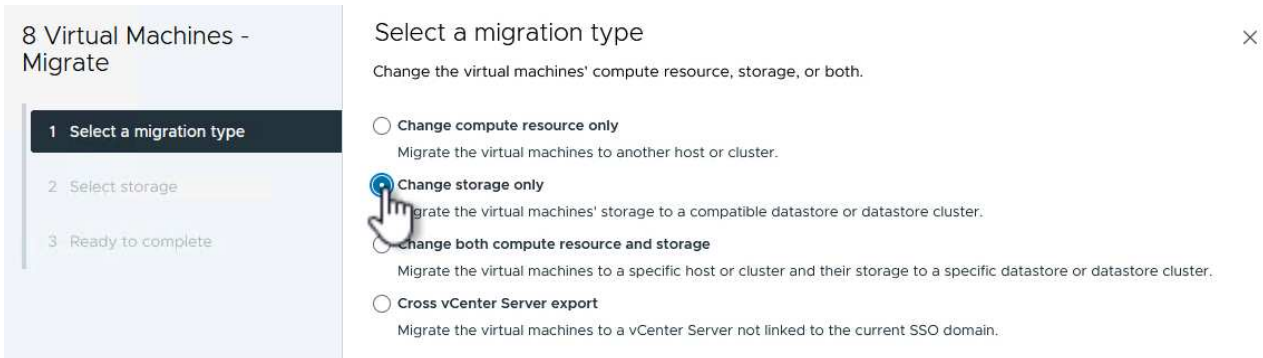 8 Virtual Machines -
Migrate
1 Select a migration type
2 Select storage
3 Ready to complete
Select a migration type
Change the virtual machines' compute resource, storage, or both.
Change compute resource only
Migrate the virtual machines to another host or cluster.
Change storage only
grate the virtual machines' storage to a compatible datastore or datastore cluster.
Change both compute resource and storage
Migrate the virtual machines to a specific host or cluster and their storage to a specific datastore or datastore cluster.
Cross vCenter Server export
Migrate the virtual machines to a vCenter Server not linked to the current SSO domain.